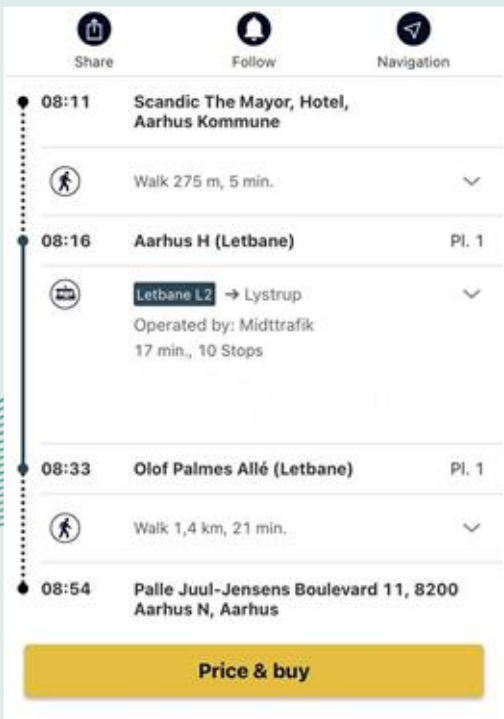 Share Follow Navigation
08:11 Scandic The Mayor, Hotel,
Aarhus Kommune
Walk 275 m, 5 min.
08:16 Aarhus H (Letbane) Pl. 1
Letbane L2 → Lystrup
Operated by: Midttrafik
17 min., 10 Stops
08:33 Olof Palmes Allé (Letbane) Pl. 1
Walk 1,4 km, 21 min.
08:54 Palle Juul-Jensens Boulevard 11, 8200
Aarhus N, Aarhus
Price & buy